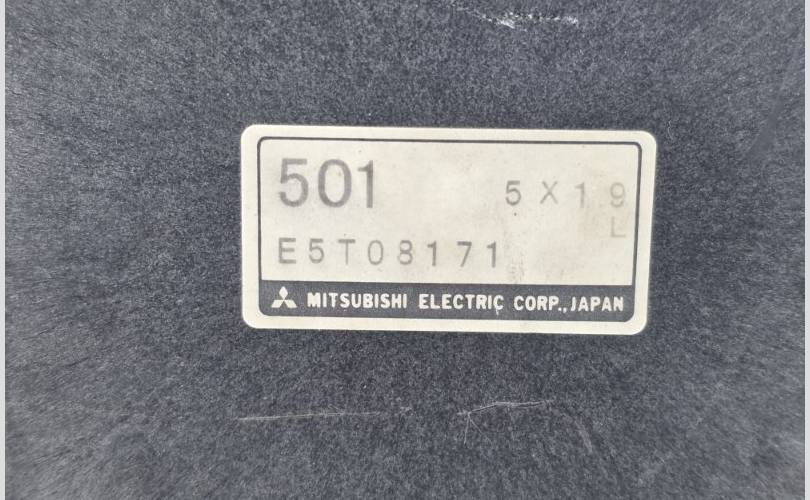 501 5X19
L
E5T08171
MITSUBISHI ELECTRIC CORP., JAPAN